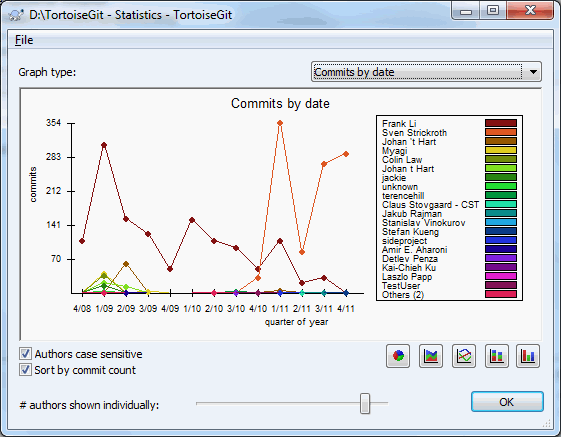 D:\TortoiseGit - Statistics - TortoiseGit
File
Graph type:
Commits by date
Commits by date
354
283
212
141
70
commits
4/08 1/09 2/09 3/09 4/09 1/10 2/10 3/10 4/10 1/11 2/11 3/11 4/11
quarter of year
Frank Li
Sven Strickroth
Johan 't Hart
Myagi
Colin Law
Johan t Hart
jackie
unknown
terencehill
Claus Stovgaard - CST
Jakub Rajman
Stanislav Vinokurov
Stefan Kueng
sideproject
Amir E. Aharoni
Detlev Penza
Kai-Chieh Ku
Laszlo Papp
TestUser
Others (2)
Authors case sensitive
Sort by commit count
# authors shown individually:
OK